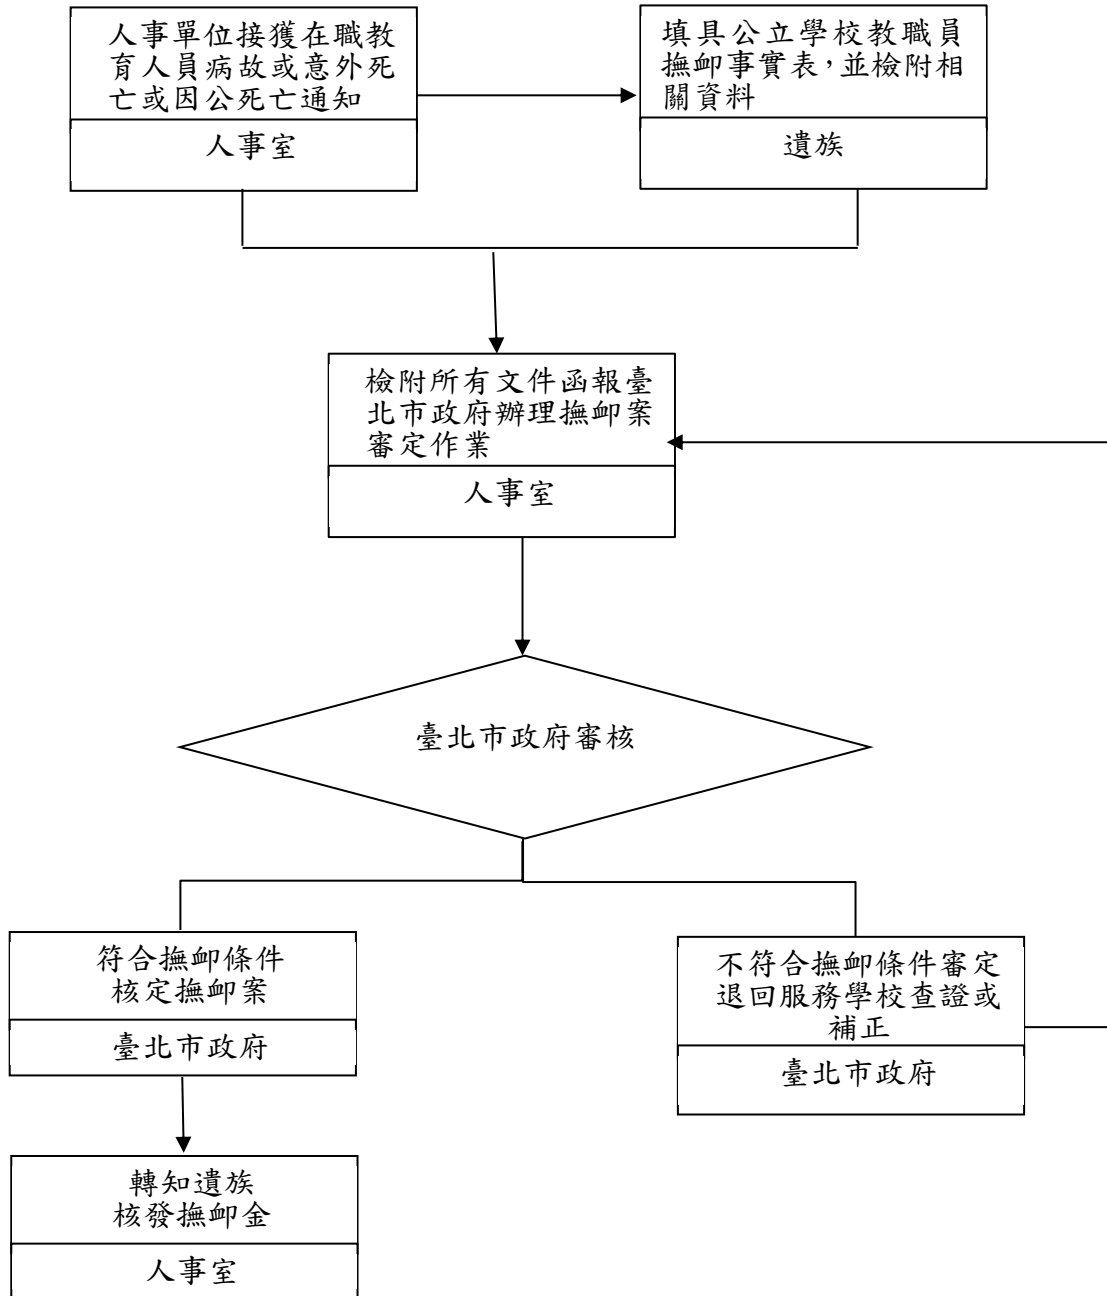 人事單位接獲在職教
育人員病故或意外死
亡或因公死亡通知
人事室
填具公立學校教職員
撫卹事實表，並檢附相
關資料
遺族
檢附所有文件函報臺
北市政府辦理撫卹案
審定作業
人事室
臺北市政府審核
符合撫卹條件
核定撫卹案
臺北市政府
不符合撫卹條件審定
退回服務學校查證或
補正
臺北市政府
轉知遺族
核發撫卹金
人事室